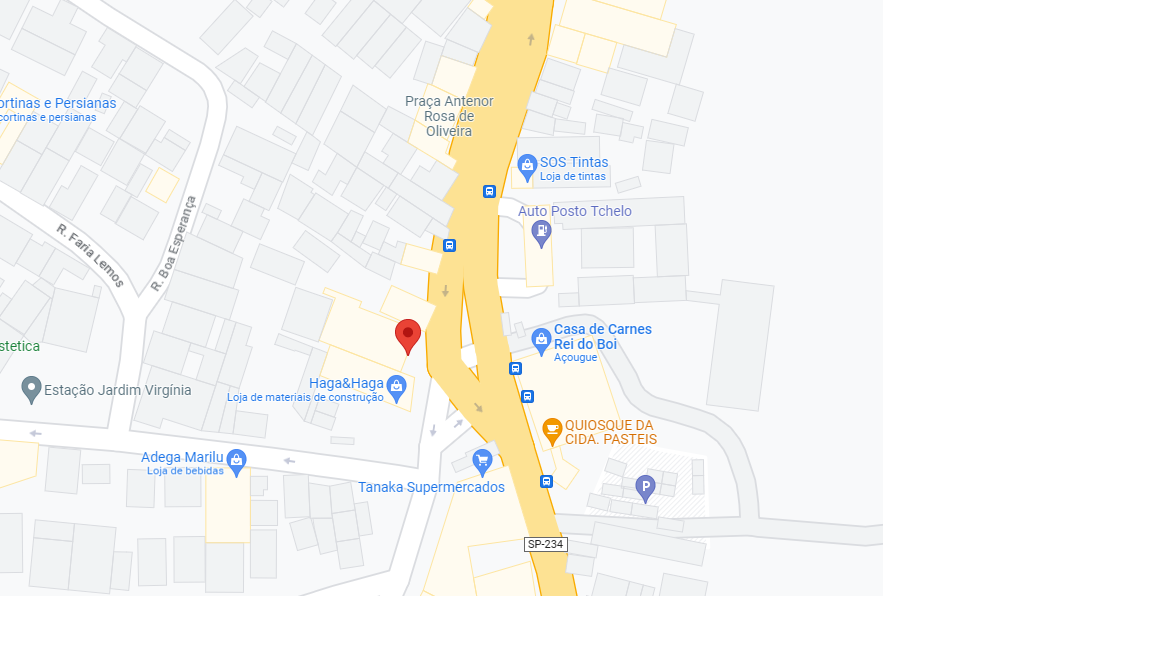 Praça Antenor
Rosa de
Oliveira
ortinas e Persianas
cortinas e persianas
SOS Tintas
Loja de tintas
Auto Posto Tchelo
R. Boa Esperança
R. Faria Lemos
Casa de Carnes
Rei do Boi
Açougue
stetica
Estação Jardim Virgínia
Haga&Haga
Loja de materiais de construção
QUIOSQUE DA
CIDA. PASTEIS
Adega Marilu
Loja de bebidas
Tanaka Supermercados
P
SP-234